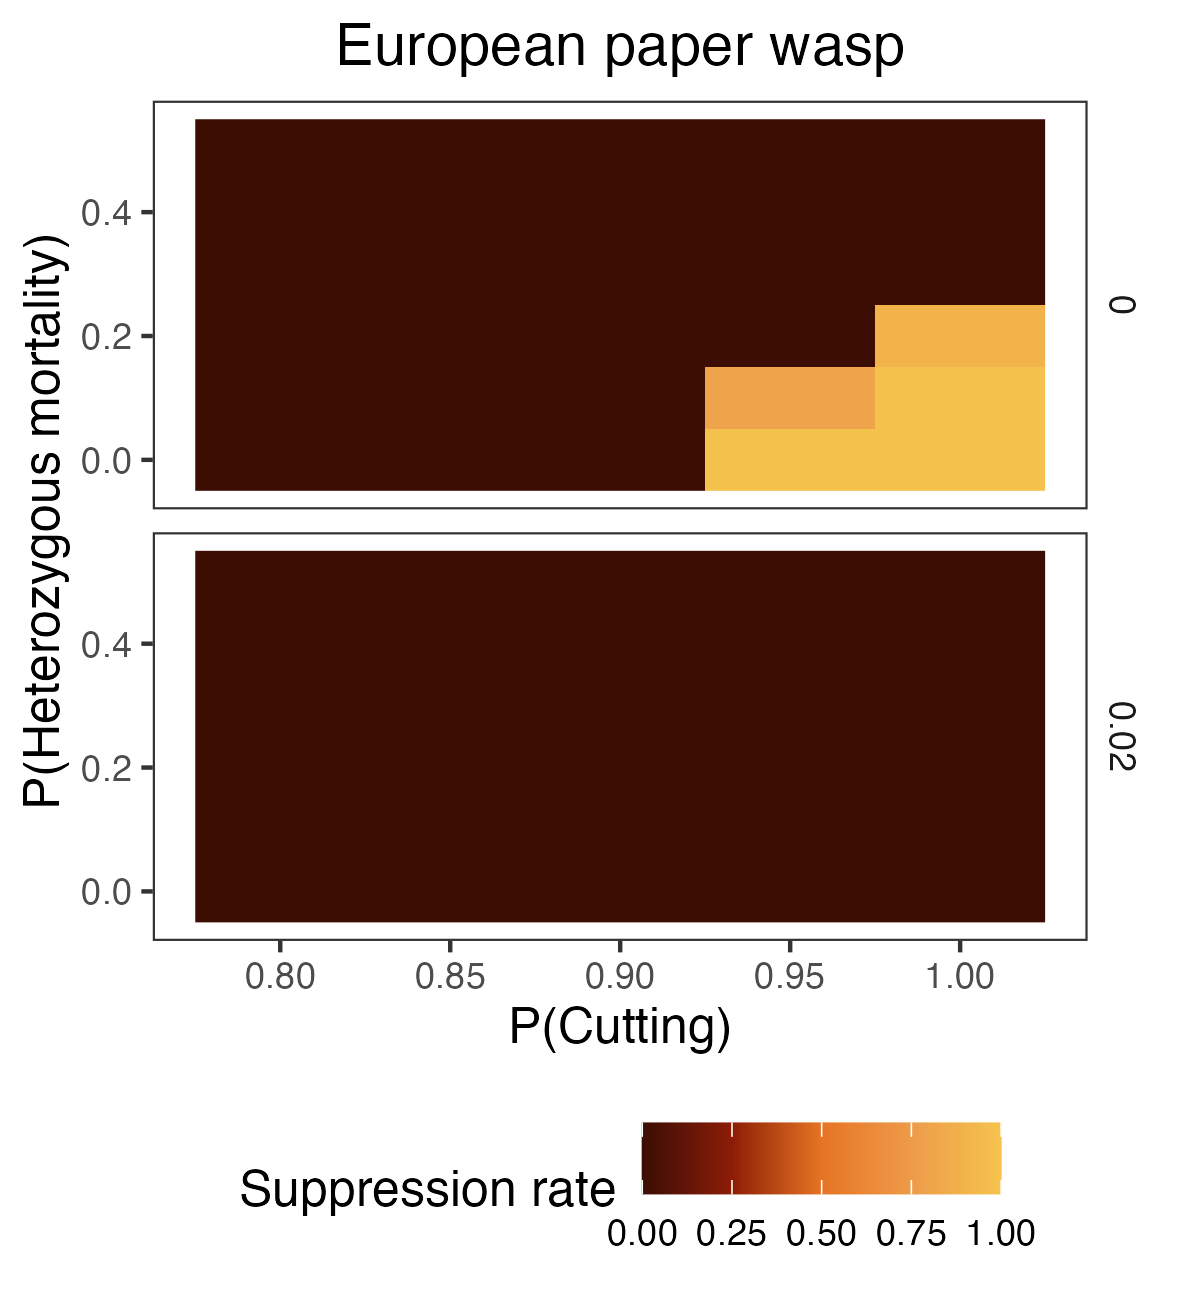 European paper wasp
P(Heterozygous mortality)
0.4
0.2
0.0
0
0.4
0.2
0.0
0.02
0.80 0.85 0.90 0.95 1.00
P(Cutting)
Suppression rate
0.00 0.25 0.50 0.75 1.00